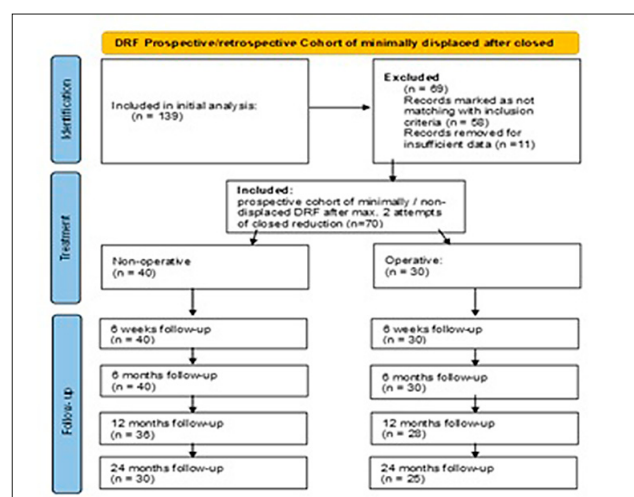 DRF Prospective/retrospective Cohort of minimally displaced after closed
Identification
Included in initial analysis:
(n = 139)
Excluded
(n = 69)
Records marked as not
matching with inclusion
criteria (n = 58)
Records removed for
insufficient data (n =11)
Treatment
Included:
prospective cohort of minimally / non-
displaced DRF after max. 2 attempts
of closed reduction (n=70)
Non-operative
(n = 40)
Operative:
(n = 30)
Follow-up
6 weeks follow-up
(n = 40)
6 weeks follow-up
(n = 30)
6 months follow-up
(n = 40)
6 months follow-up
(n = 30)
12 months follow-up
(n = 36)
12 months follow-up
(n = 28)
24 months follow-up
(n = 30)
24 months follow-up
(n = 25)